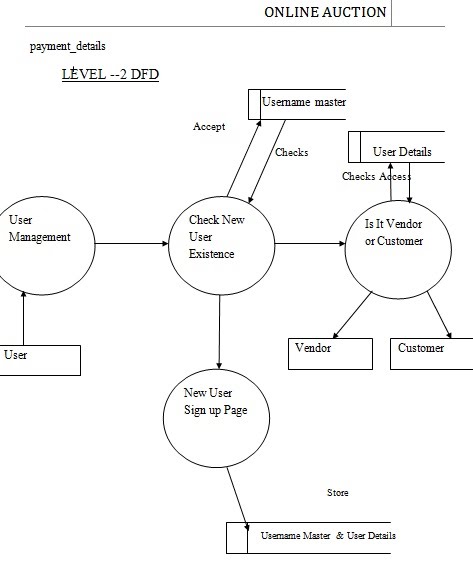 ONLINE AUCTION
payment_details
LEVEL --2 DFD
Username master
Accept
Checks
User Details
Checks Access
User
Management
Check New
User
Existence
Is It Vendor
or Customer
User
Vendor
Customer
New User
Sign up Page
Store
Username Master & User Details